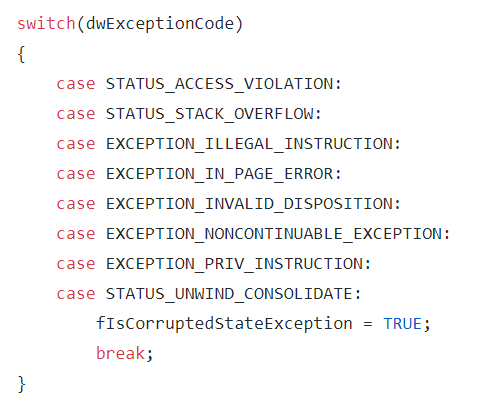 switch(dwExceptionCode)
{
    case STATUS_ACCESS_VIOLATION:
    case STATUS_STACK_OVERFLOW:
    case EXCEPTION_ILLEGAL_INSTRUCTION:
    case EXCEPTION_IN_PAGE_ERROR:
    case EXCEPTION_INVALID_DISPOSITION:
    case EXCEPTION_NONCONTINUABLE_EXCEPTION:
    case EXCEPTION_PRIV_INSTRUCTION:
    case STATUS_UNWIND_CONSOLIDATE:
        fIsCorruptedStateException = TRUE;
        break;
}